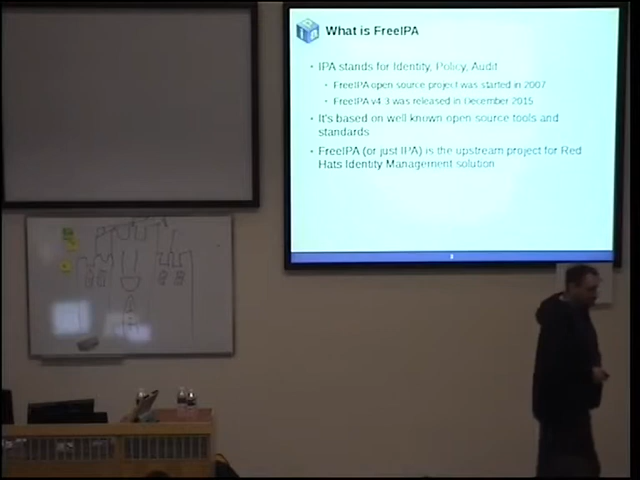 What is FreeIPA
• IPA stands for Identity, Policy, Audit
• FreeIPA open source project was started in 2007
• FreeIPA v4.3 was released in December 2015
• It's based on well known open source tools and
standards
• FreeIPA (or just IPA) is the upstream project for Red
Hats Identity Management solution